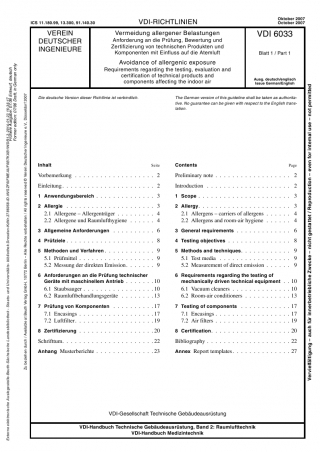 ICS 11.180.99, 13.300, 91.140.30
VDI-RICHTLINIEN
Oktober 2007
October 2007
VEREIN
DEUTSCHER
INGENIEURE
Vermeidung allergener Belastungen
Anforderung an die Prüfung, Bewertung und
Zertifizierung von technischen Produkten und
Komponenten mit Einfluss auf die Atemluft
Avoidance of allergenic exposure
Requirements regarding the testing, evaluation and
certification of technical products and
components affecting the indoor air
VDI 6033
Blatt 1 / Part 1
Ausg. deutsch/englisch
Issue German/English
Die deutsche Version dieser Richtlinie ist verbindlich.
The German version of this guideline shall be taken as authorita-
tive. No guarantee can be given with respect to the English trans-
lation.
Inhalt Seite
Vorbemerkung 2
Einleitung 2
1 Anwendungsbereich 3
2 Allergie 4
2.1 Allergene – Allergenträger 4
2.2 Allergene und Raumlufthygiene 4
3 Allgemeine Anforderungen 6
4 Prüfziele 8
5 Methoden und Verfahren 9
5.1 Prüfmittel 9
5.2 Messung der direkten Emission 9
6 Anforderungen an die Prüfung technischer
Geräte mit maschinellem Antrieb 10
6.1 Staubsauger 10
6.2 Raumluftbehandlungsgeräte 13
7 Prüfung von Komponenten 17
7.1 Encasings 17
7.2 Luftfilter 19
8 Zertifizierung 20
Schrifttum 22
Anhang Musterberichte 23
Contents Page
Preliminary note 2
Introduction 2
1 Scope 3
2 Allergy 4
2.1 Allergens – carriers of allergens 4
2.2 Allergens and room-air hygiene 4
3 General requirements 6
4 Testing objectives 8
5 Methods and techniques 9
5.1 Test media 9
5.2 Measurement of direct emission 9
6 Requirements regarding the testing of
mechanically driven technical equipment 10
6.1 Vacuum cleaners 10
6.2 Room-air conditioners 13
7 Testing of components 17
7.1 Encasings 17
7.2 Air filters 19
8 Certification 20
Bibliography 22
Annex Report templates 27
VDI-Gesellschaft Technische Gebäudeausrüstung
VDI-Handbuch Technische Gebäudeausrüstung, Band 2: Raumlufttechnik
VDI-Handbuch Medizintechnik
Vervielfältigung – auch für innerbetriebliche Zwecke – nicht gestattet / Reproduction – even for internal use – not permitted